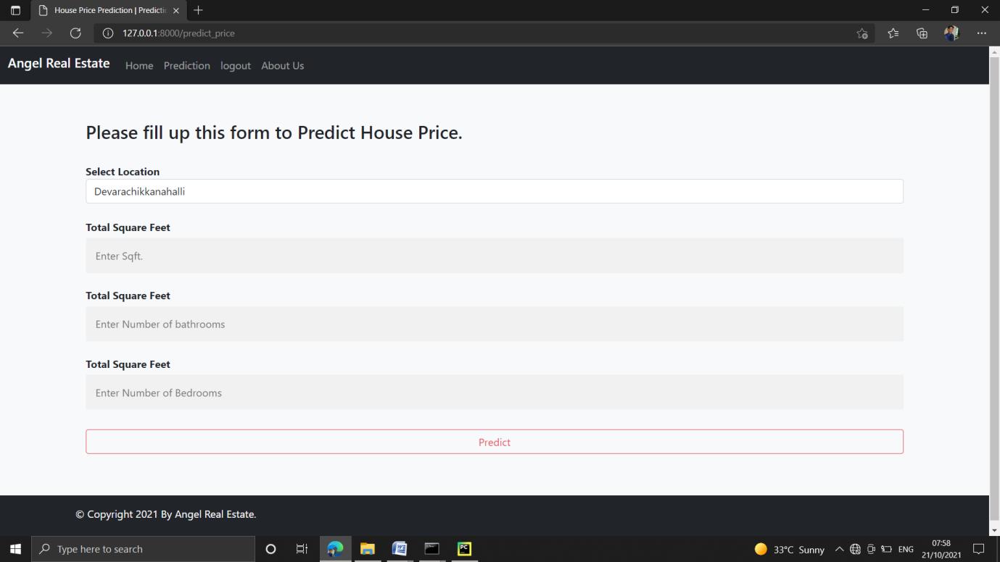 House Price Prediction | Predictio
127.0.0.1:8000/predict_price
Angel Real Estate Home Prediction logout About Us
Please fill up this form to Predict House Price.
Select Location
Devarachikkanahalli
Total Square Feet
Enter Sqft.
Total Square Feet
Enter Number of bathrooms
Total Square Feet
Enter Number of Bedrooms
Predict
© Copyright 2021 By Angel Real Estate.
Type here to search
PC
33°C Sunny
ENG
07:58
21/10/2021